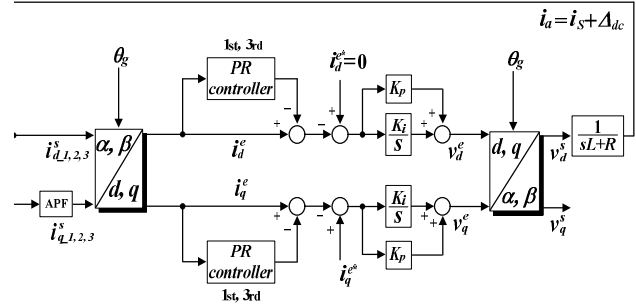 i_a = i_S + Δ_dc
θ_g
1st, 3rd
PR
controller
i_d^e*=0
K_p
θ_g
−
+
−
+
+
+
i_d_1,2,3^s
α, β
d, q
i_d^e
K_i
s
v_d^e
d, q
α, β
v_d^s
1
sL+R
APF
i_q_1,2,3^s
i_q^e
+
−
−
+
K_i
s
+
+
v_q^e
v_q^s
PR
controller
K_p
1st, 3rd
i_q^e*